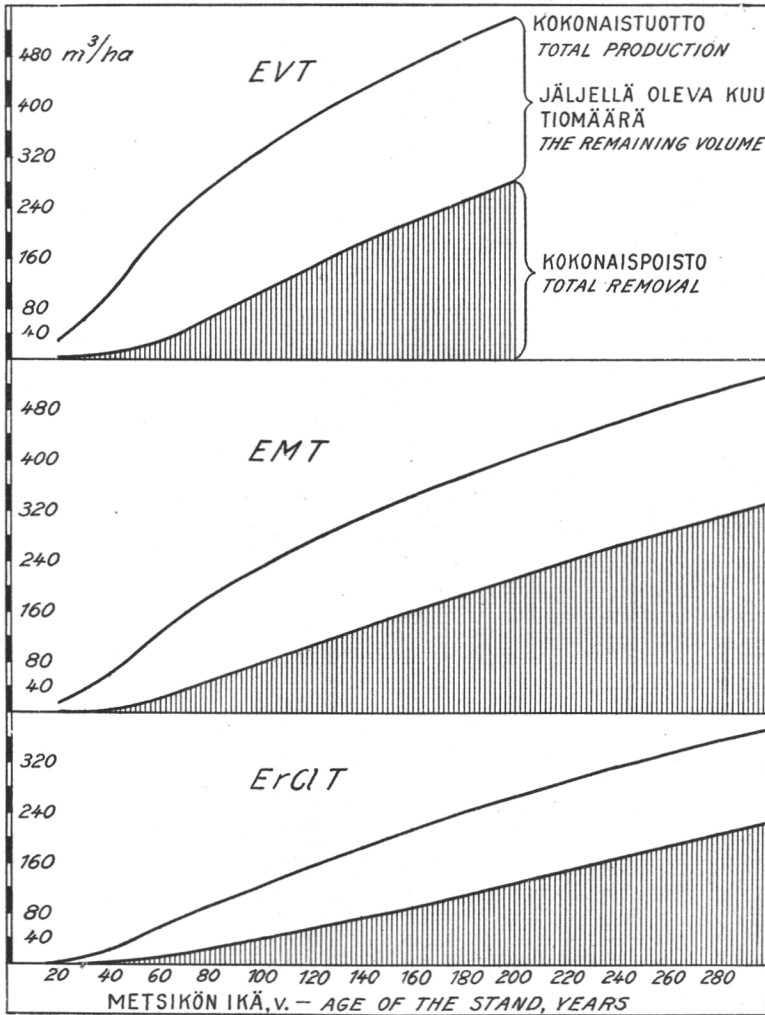 480 m³/ha
400
320
240
160
80
40
EVT
KOKONAISTUOTTO
TOTAL PRODUCTION
JÄLJELLÄ OLEVA KUU
TIOMÄÄRÄ
THE REMAINING VOLUME
KOKONAISPOISTO
TOTAL REMOVAL
480
400
320
240
160
80
40
EMT
320
240
160
80
40
ErClT
20 40 60 80 100 120 140 160 180 200 220 240 260 280
METSIKÖN IKÄ, V. — AGE OF THE STAND, YEARS